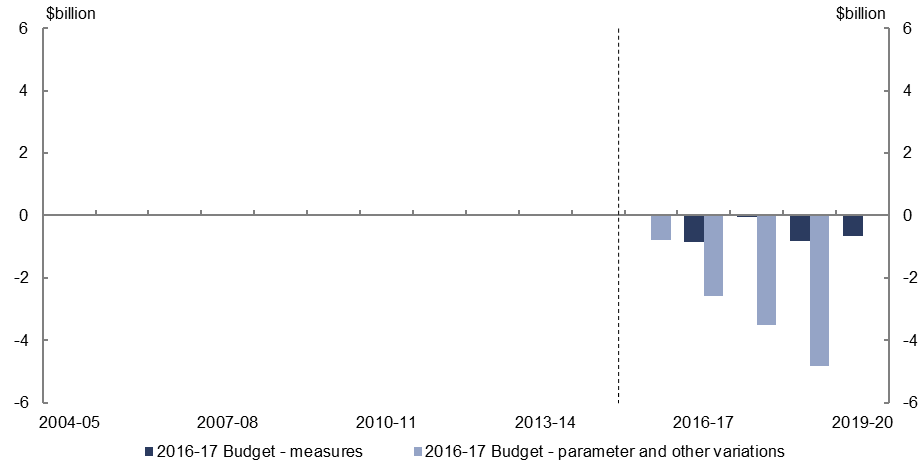 $billion $billion
6 6
4 4
2 2
0 0
-2 -2
-4 -4
-6 -6
2004-05 2007-08 2010-11 2013-14 2016-17 2019-20
2016-17 Budget - measures 2016-17 Budget - parameter and other variations